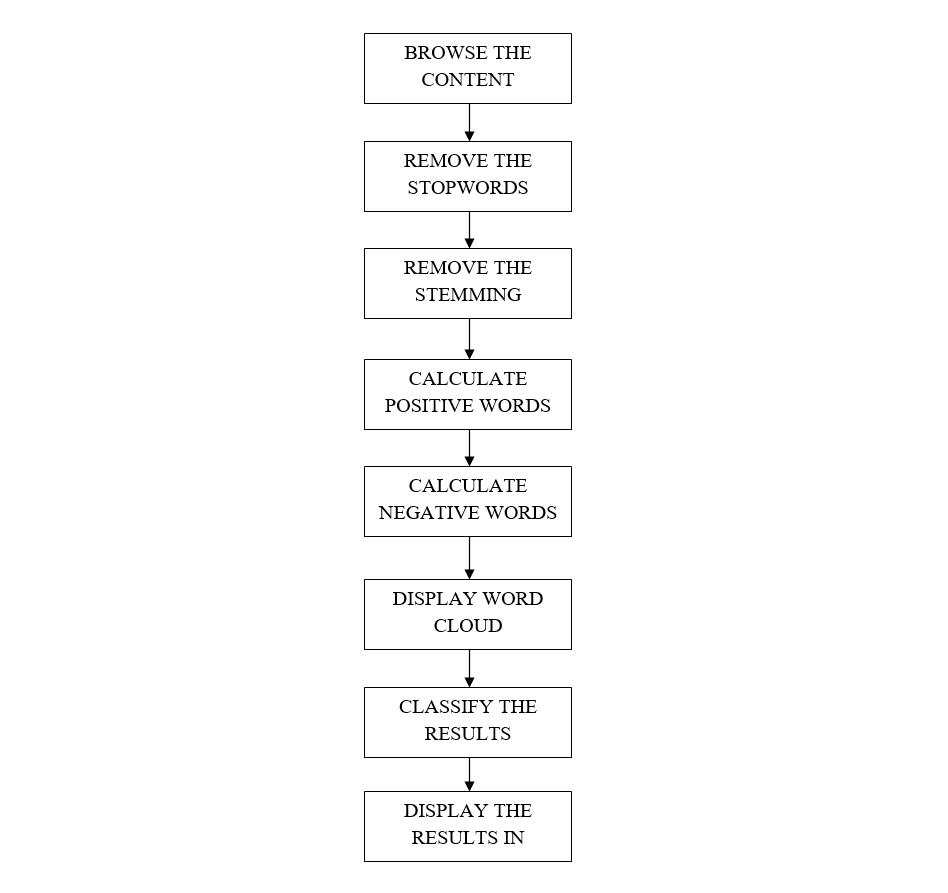 BROWSE THE
CONTENT
REMOVE THE
STOPWORDS
REMOVE THE
STEMMING
CALCULATE
POSITIVE WORDS
CALCULATE
NEGATIVE WORDS
DISPLAY WORD
CLOUD
CLASSIFY THE
RESULTS
DISPLAY THE
RESULTS IN